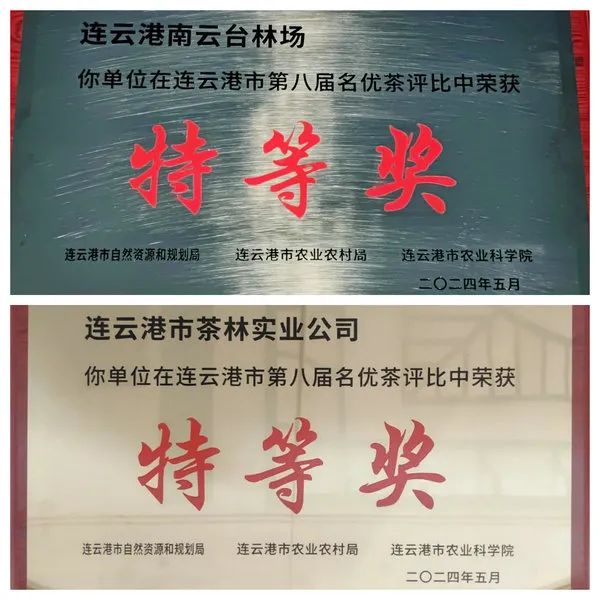 连云港南云台林场
你单位在连云港市第八届名优茶评比中荣获
特等奖
连云港市自然资源和规划局 连云港市农业农村局 连云港市农业科学院
二〇二四年五月
连云港市茶林实业公司
你单位在连云港市第八届名优茶评比中荣获
特等奖
连云港市自然资源和规划局 连云港市农业农村局 连云港市农业科学院
二〇二四年五月